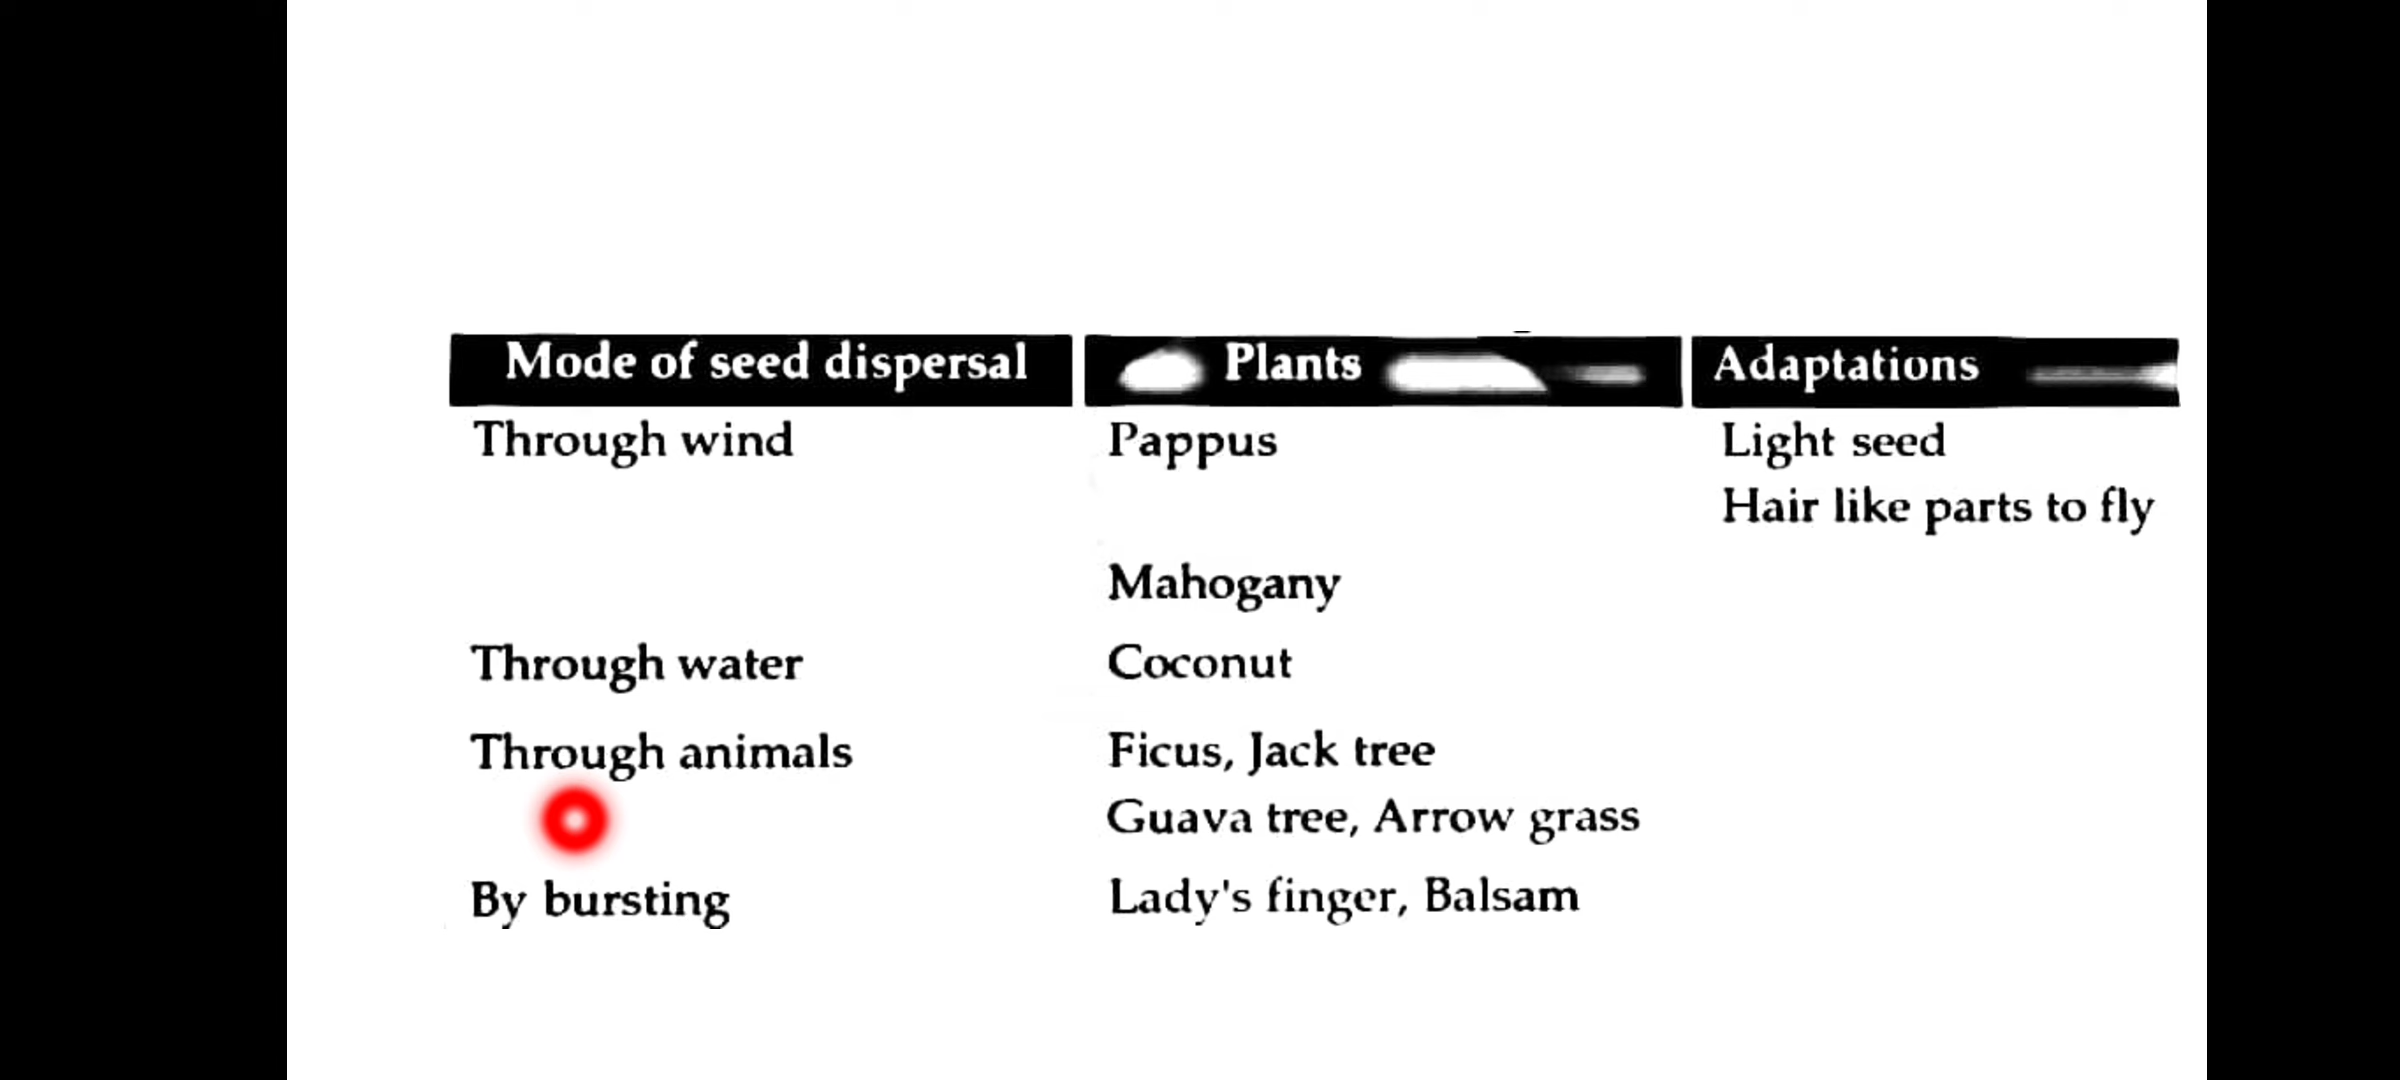 Mode of seed dispersal Plants Adaptations
Through wind Pappus Light seed
Hair like parts to fly
Mahogany
Through water Coconut
Through animals Ficus, Jack tree
Guava tree, Arrow grass
By bursting Lady's finger, Balsam